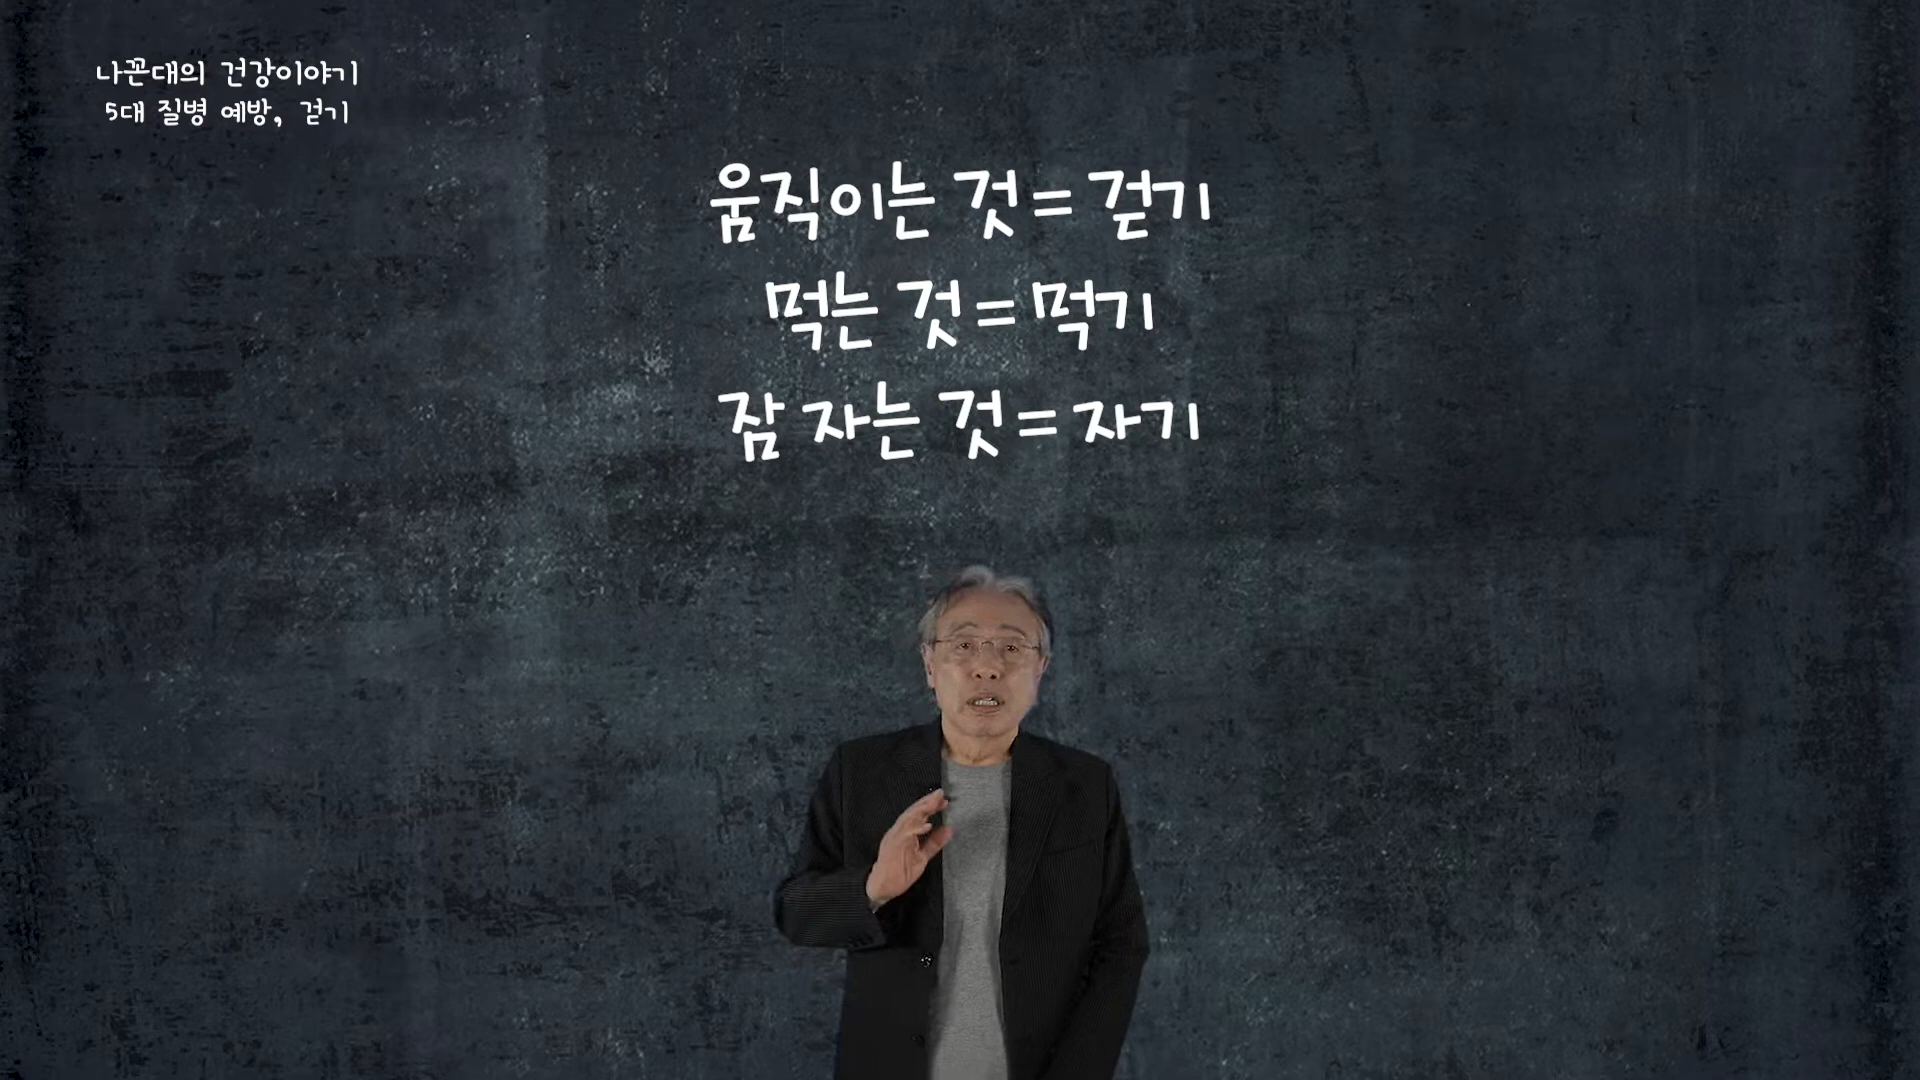 나꼰대의 건강이야기
5대 질병 예방, 걷기
움직이는 것 = 걷기
먹는 것 = 먹기
잠 자는 것 = 자기